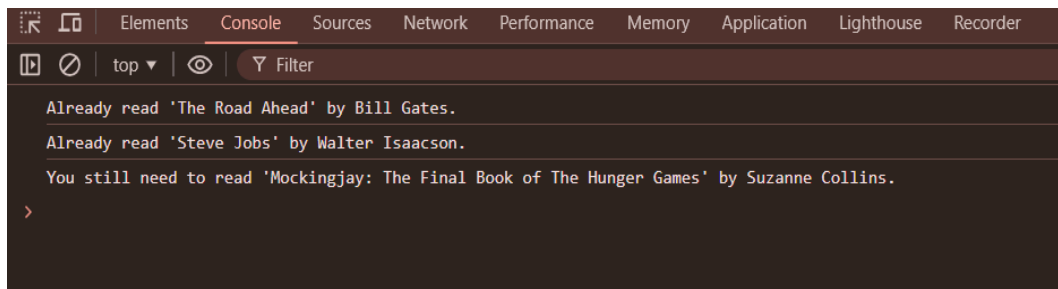 Elements Console Sources Network Performance Memory Application Lighthouse Recorder
top Filter
Already read 'The Road Ahead' by Bill Gates.
Already read 'Steve Jobs' by Walter Isaacson.
You still need to read 'Mockingjay: The Final Book of The Hunger Games' by Suzanne Collins.